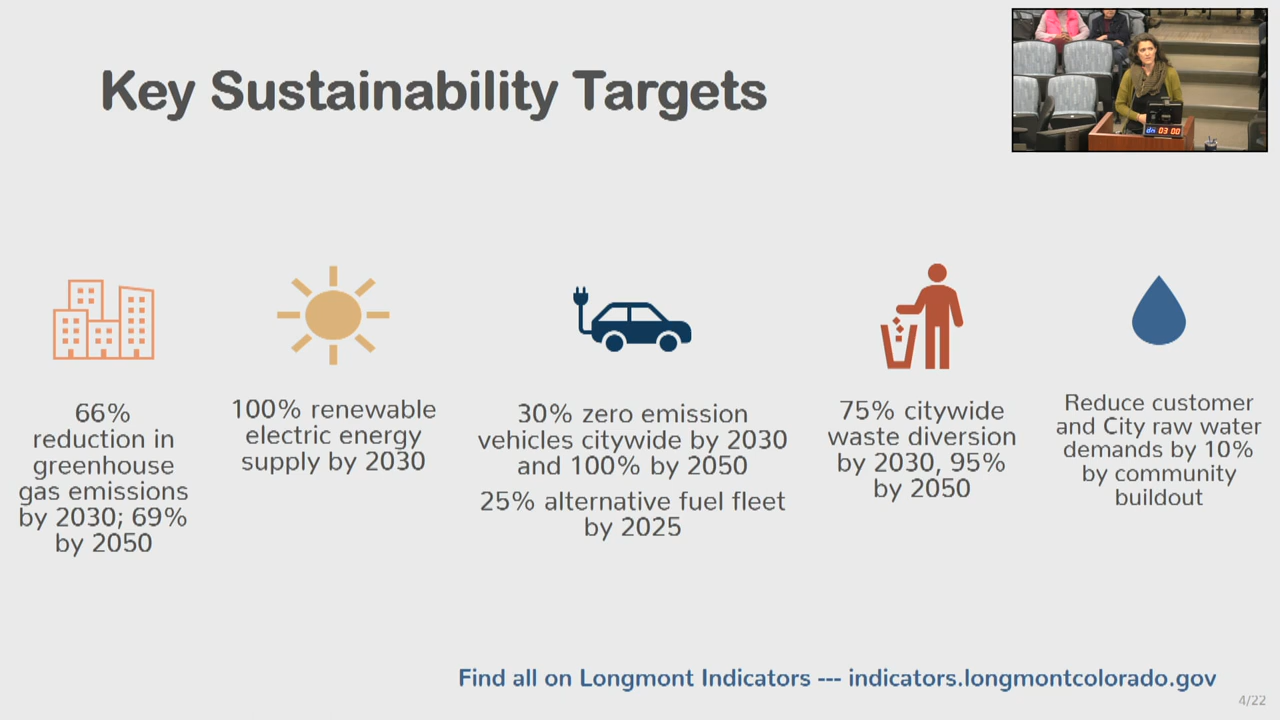 Key Sustainability Targets
dn 03 00
66%
reduction in
greenhouse
gas emissions
by 2030; 69%
by 2050
100% renewable
electric energy
supply by 2030
30% zero emission
vehicles citywide by 2030
and 100% by 2050
25% alternative fuel fleet
by 2025
75% citywide
waste diversion
by 2030, 95%
by 2050
Reduce customer
and City raw water
demands by 10%
by community
buildout
Find all on Longmont Indicators --- indicators.longmontcolorado.gov
4/22